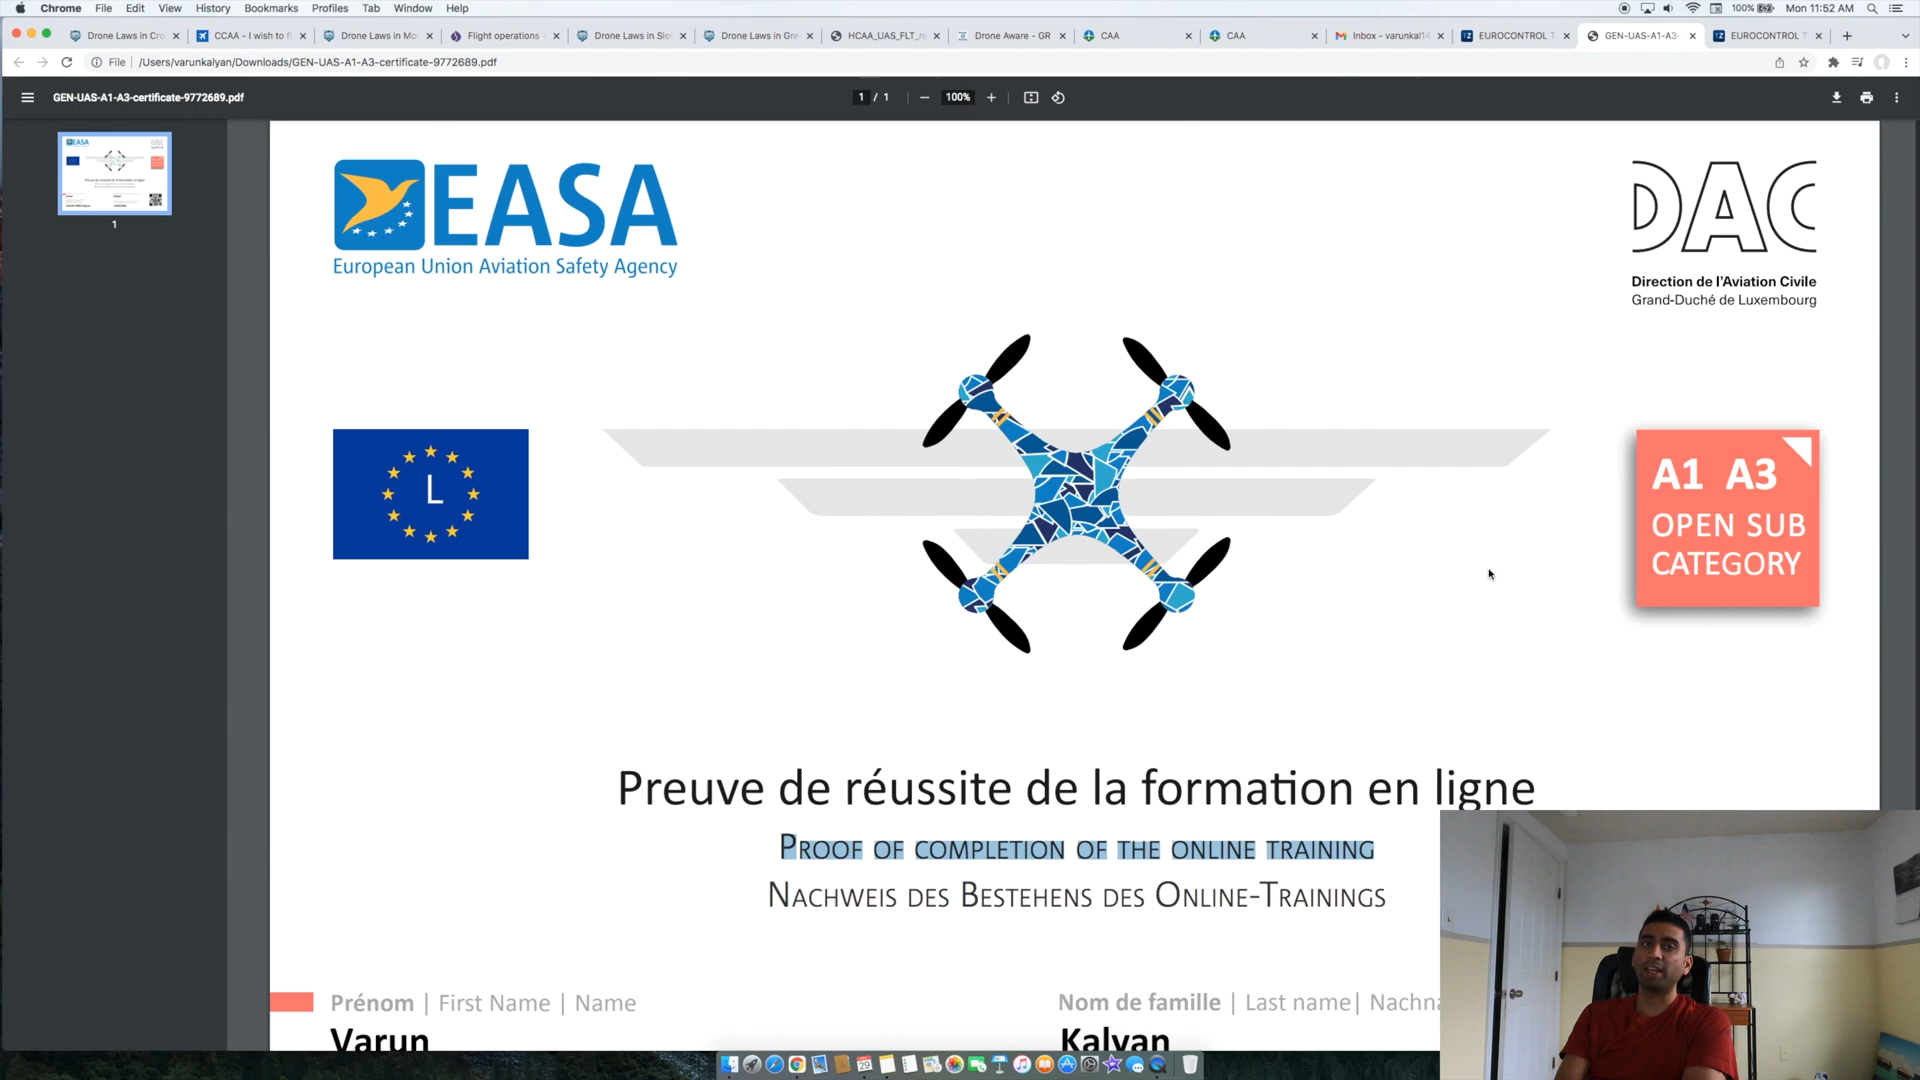 Chrome File Edit View History Bookmarks Profiles Tab Window Help
100% Mon 11:52 AM
Drone Laws in Cro
CCAA - I wish to f
Drone Laws in Mo
Flight operations
Drone Laws in Slo
Drone Laws in Gre
HCAA_UAS_FLT_re
Drone Aware - GR
CAA
CAA
Inbox - varunkal1
EUROCONTROL T
GEN-UAS-A1-A3-
EUROCONTROL T
File /Users/varunkalyan/Downloads/GEN-UAS-A1-A3-certificate-9772689.pdf
GEN-UAS-A1-A3-certificate-9772689.pdf
1 / 1
100%
1
EASA
European Union Aviation Safety Agency
DAC
Direction de l'Aviation Civile
Grand-Duché de Luxembourg
L
A1 A3
OPEN SUB
CATEGORY
Preuve de réussite de la formation en ligne
PROOF OF COMPLETION OF THE ONLINE TRAINING
NACHWEIS DES BESTEHENS DES ONLINE-TRAININGS
Prénom | First Name | Name
Nom de famille | Last name| Nachna
Varun
Kalyan